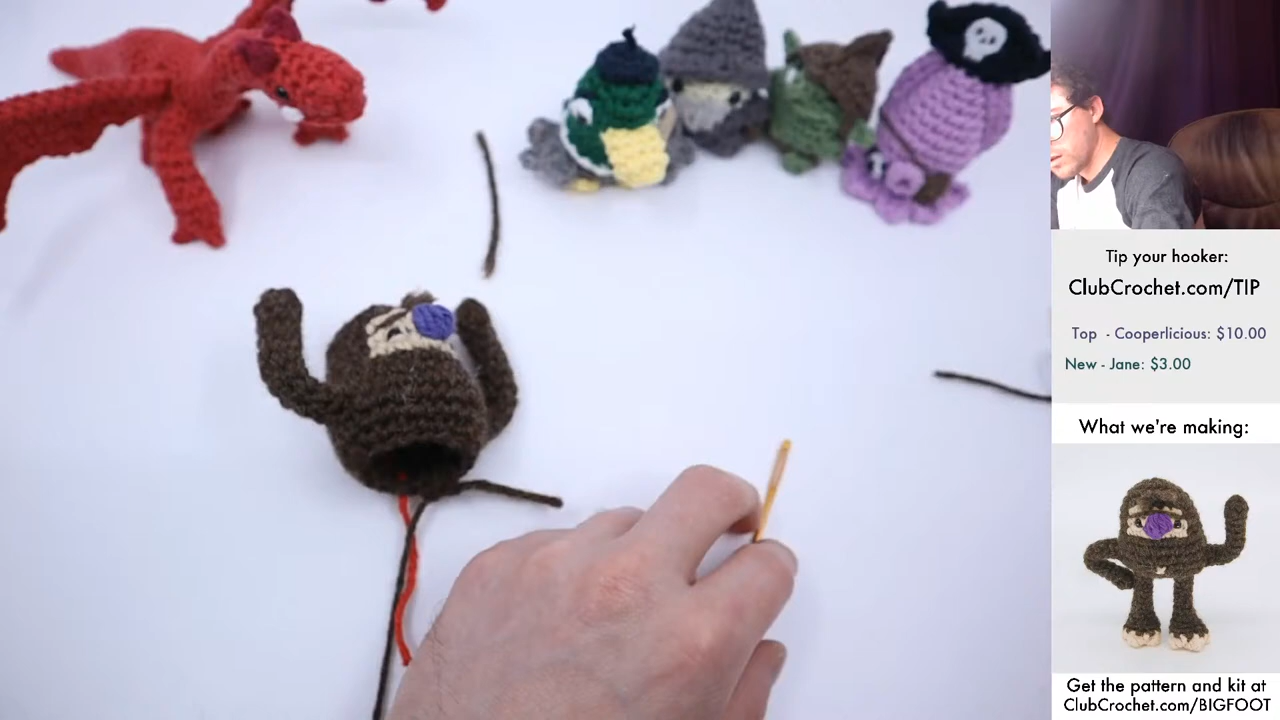 Tip your hooker:
ClubCrochet.com/TIP
Top - Cooperlicious: $10.00
New - Jane: $3.00
What we're making:
Get the pattern and kit at
ClubCrochet.com/BIGFOOT